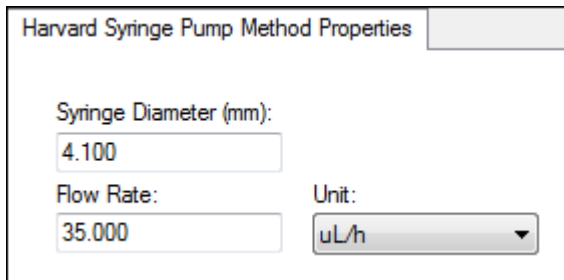 Harvard Syringe Pump Method Properties
Syringe Diameter (mm):
4.100
Flow Rate:
Unit:
35.000
uL/h